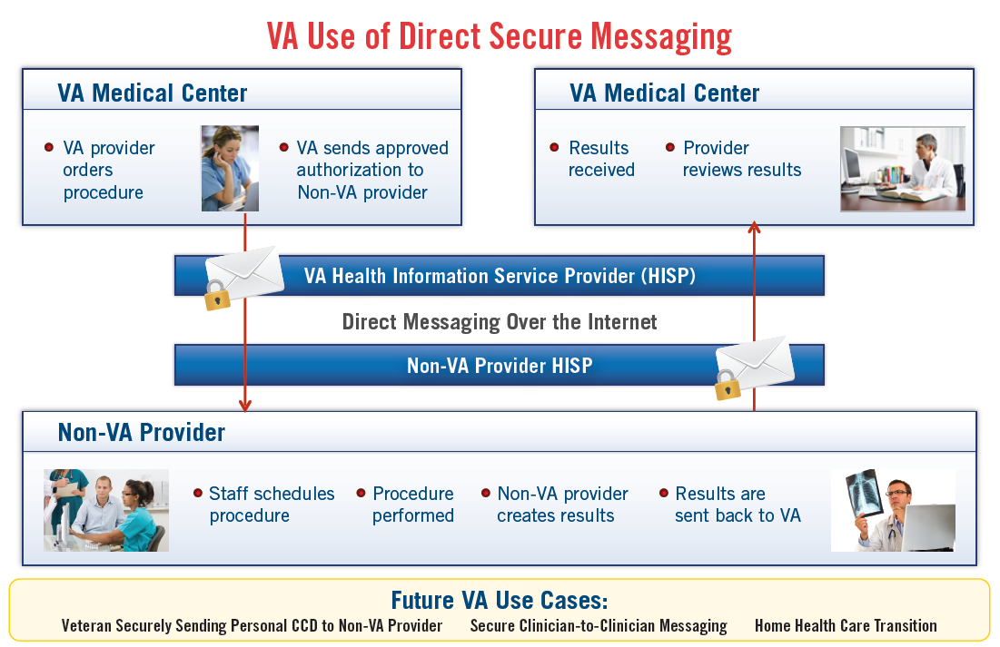 VA Use of Direct Secure Messaging
VA Medical Center
VA provider
orders
procedure
VA sends approved
authorization to
Non-VA provider
VA Medical Center
Results
received
Provider
reviews results
VA Health Information Service Provider (HISP)
Direct Messaging Over the Internet
Non-VA Provider HISP
Non-VA Provider
Staff schedules
procedure
Procedure
performed
Non-VA provider
creates results
Results are
sent back to VA
Future VA Use Cases:
Veteran Securely Sending Personal CCD to Non-VA Provider
Secure Clinician-to-Clinician Messaging
Home Health Care Transition